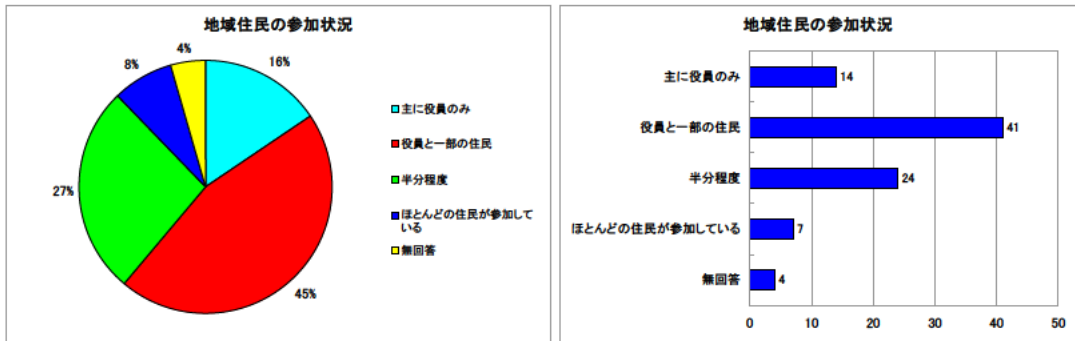 地域住民の参加状況
4%
8%
16%
27%
45%
主に役員のみ
役員と一部の住民
半分程度
ほとんどの住民が参加して
いる
無回答
地域住民の参加状況
主に役員のみ
14
役員と一部の住民
41
半分程度
24
ほとんどの住民が参加している
7
無回答
4
0 10 20 30 40 50